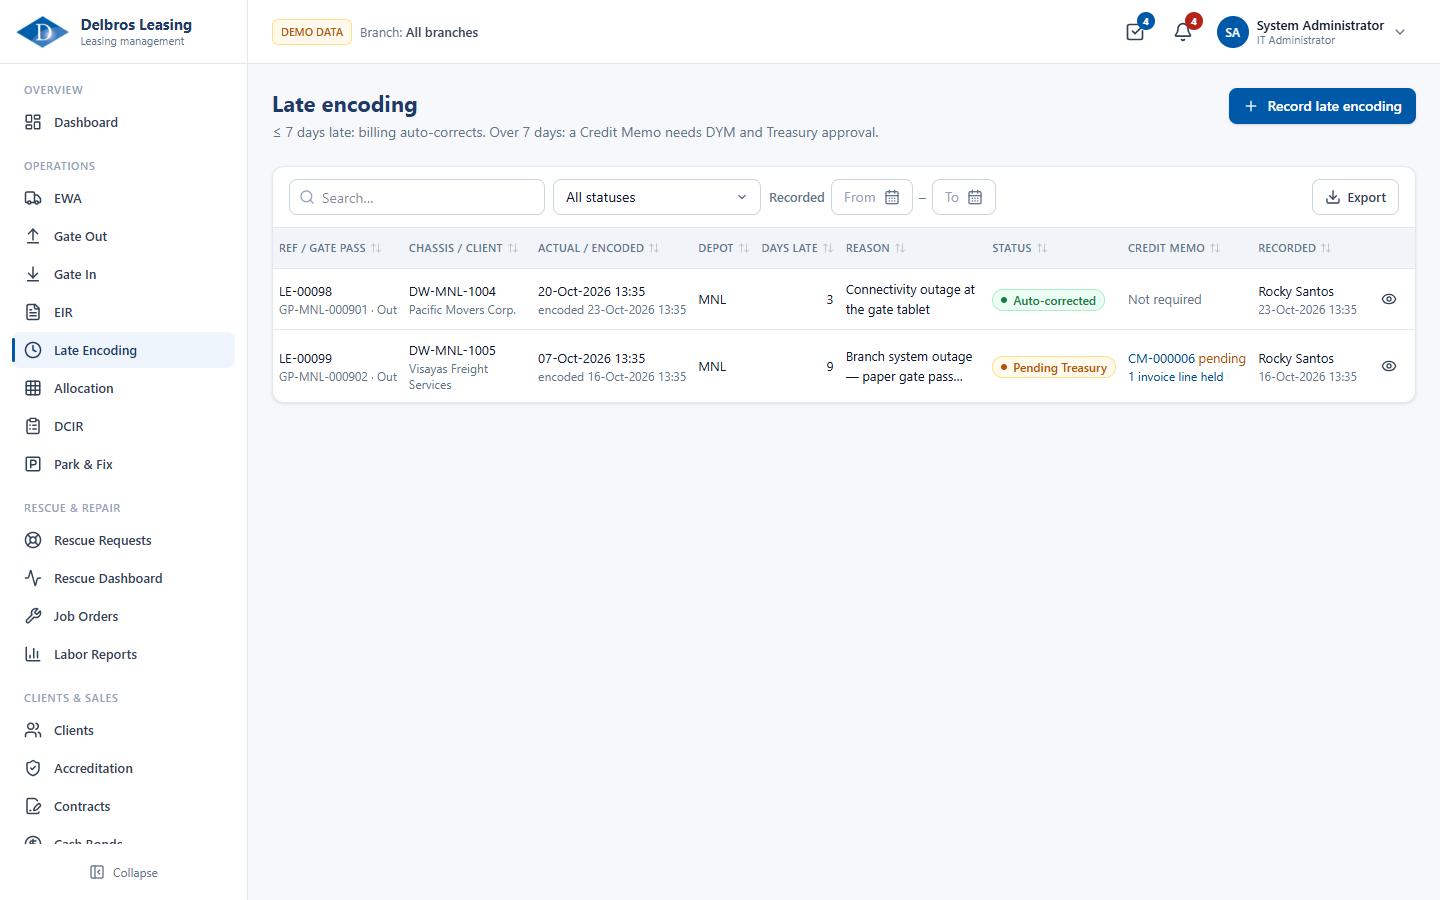 D
Delbros Leasing
Leasing management
DEMO DATA
Branch: All branches
4
4
SA
System Administrator
IT Administrator
OVERVIEW
Dashboard
OPERATIONS
EWA
Gate Out
Gate In
EIR
Late Encoding
Allocation
DCIR
Park & Fix
RESCUE & REPAIR
Rescue Requests
Rescue Dashboard
Job Orders
Labor Reports
CLIENTS & SALES
Clients
Accreditation
Contracts
Cash Bonds
Collapse
Late encoding
≤ 7 days late: billing auto-corrects. Over 7 days: a Credit Memo needs DYM and Treasury approval.
Record late encoding
Search...
All statuses
Recorded
From
–
To
Export
REF / GATE PASS
CHASSIS / CLIENT
ACTUAL / ENCODED
DEPOT
DAYS LATE
REASON
STATUS
CREDIT MEMO
RECORDED
LE-00098
GP-MNL-000901 · Out
DW-MNL-1004
Pacific Movers Corp.
20-Oct-2026 13:35
encoded 23-Oct-2026 13:35
MNL
3
Connectivity outage at
the gate tablet
Auto-corrected
Not required
Rocky Santos
23-Oct-2026 13:35
LE-00099
GP-MNL-000902 · Out
DW-MNL-1005
Visayas Freight
Services
07-Oct-2026 13:35
encoded 16-Oct-2026 13:35
MNL
9
Branch system outage
— paper gate pass...
Pending Treasury
CM-000006 pending
1 invoice line held
Rocky Santos
16-Oct-2026 13:35